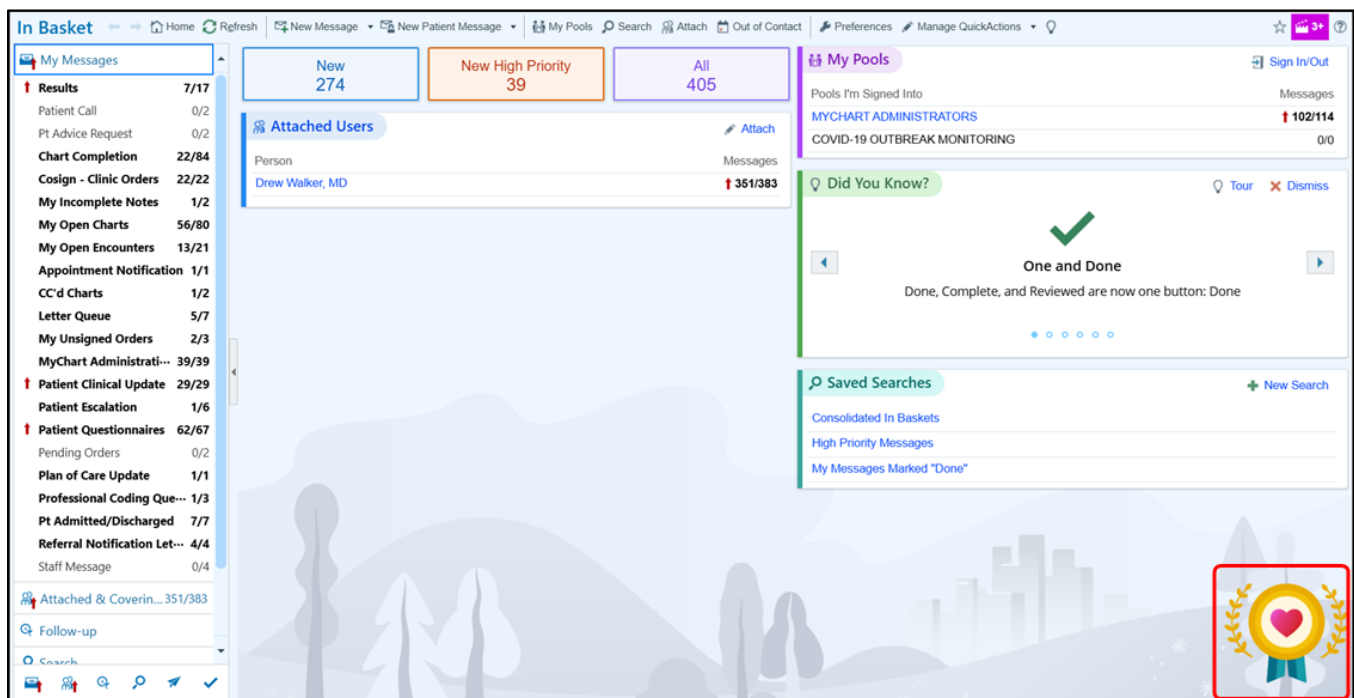 In Basket Home Refresh New Message New Patient Message My Pools Search Attach Out of Contact Preferences Manage QuickActions 3+
My Messages
Results 7/17
Patient Call 0/2
Pt Advice Request 0/2
Chart Completion 22/84
Cosign - Clinic Orders 22/22
My Incomplete Notes 1/2
My Open Charts 56/80
My Open Encounters 13/21
Appointment Notification 1/1
CC'd Charts 1/2
Letter Queue 5/7
My Unsigned Orders 2/3
MyChart Administrati... 39/39
Patient Clinical Update 29/29
Patient Escalation 1/6
Patient Questionnaires 62/67
Pending Orders 0/2
Plan of Care Update 1/1
Professional Coding Que... 1/3
Pt Admitted/Discharged 7/7
Referral Notification Let... 4/4
Staff Message 0/4
Attached & Coverin... 351/383
Follow-up
Search
New
274
New High Priority
39
All
405
Attached Users Attach
Person Messages
Drew Walker, MD 351/383
My Pools Sign In/Out
Pools I'm Signed Into Messages
MYCHART ADMINISTRATORS 102/114
COVID-19 OUTBREAK MONITORING 0/0
Did You Know? Tour Dismiss
One and Done
Done, Complete, and Reviewed are now one button: Done
Saved Searches New Search
Consolidated In Baskets
High Priority Messages
My Messages Marked "Done"